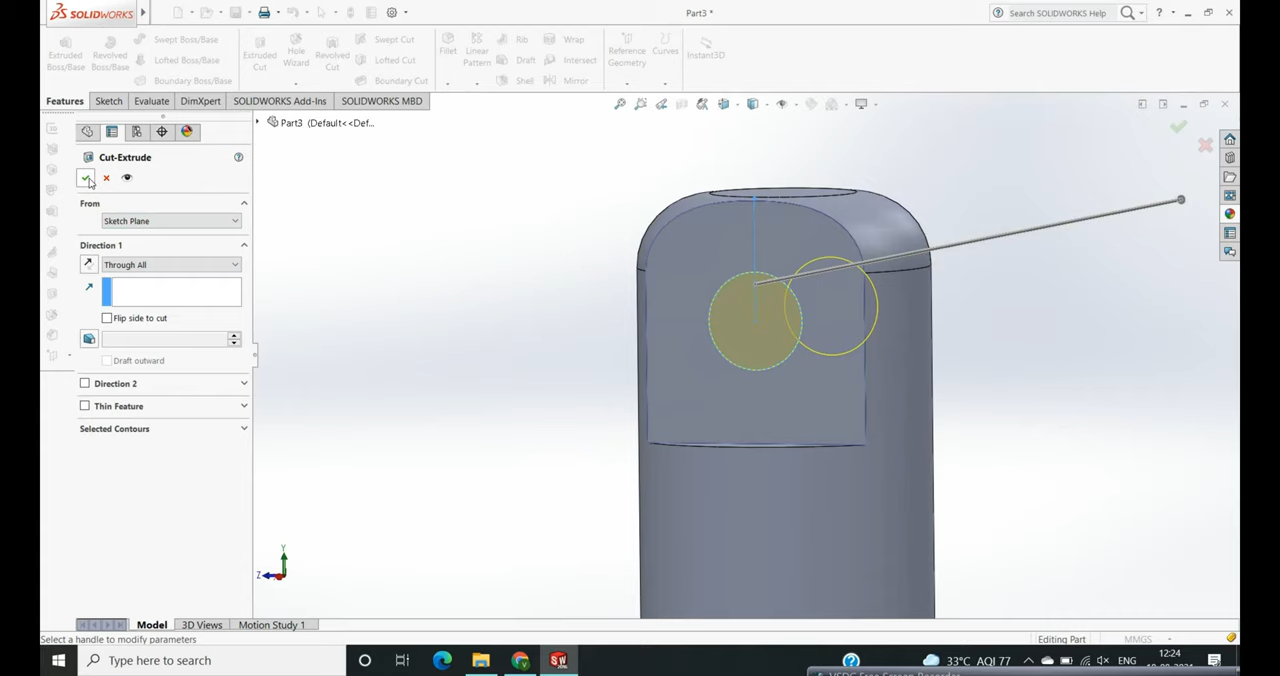 SOLIDWORKS
Part3 *
Search SOLIDWORKS Help
?
Extruded Boss/Base
Revolved Boss/Base
Swept Boss/Base
Lofted Boss/Base
Boundary Boss/Base
Extruded Cut
Hole Wizard
Revolved Cut
Swept Cut
Lofted Cut
Boundary Cut
Fillet
Linear Pattern
Rib
Draft
Shell
Wrap
Intersect
Mirror
Reference Geometry
Curves
Instant3D
Features
Sketch
Evaluate
DimXpert
SOLIDWORKS Add-Ins
SOLIDWORKS MBD
Part3 (Default<<Def...
Cut-Extrude
From
Sketch Plane
Direction 1
Through All
Flip side to cut
Draft outward
Direction 2
Thin Feature
Selected Contours
Y
Z
Model
3D Views
Motion Study 1
Select a handle to modify parameters
Editing Part
MMGS
Type here to search
33°C AQI 77
ENG
12:24